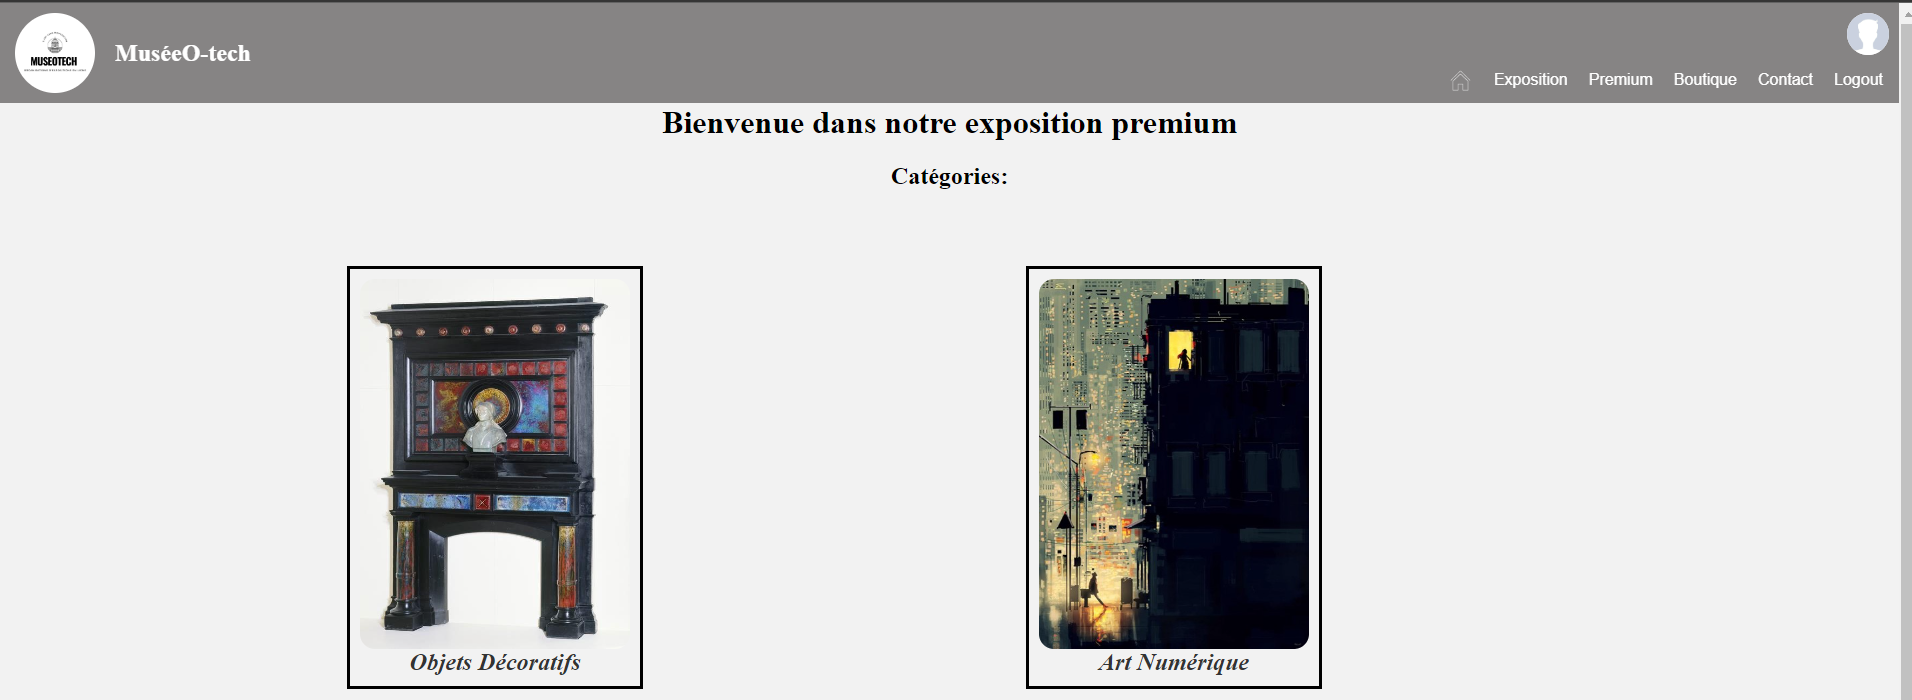 MUSEOTECH
MuséeO-tech
Exposition Premium Boutique Contact Logout
Bienvenue dans notre exposition premium
Catégories:
Objets Décoratifs
Art Numérique